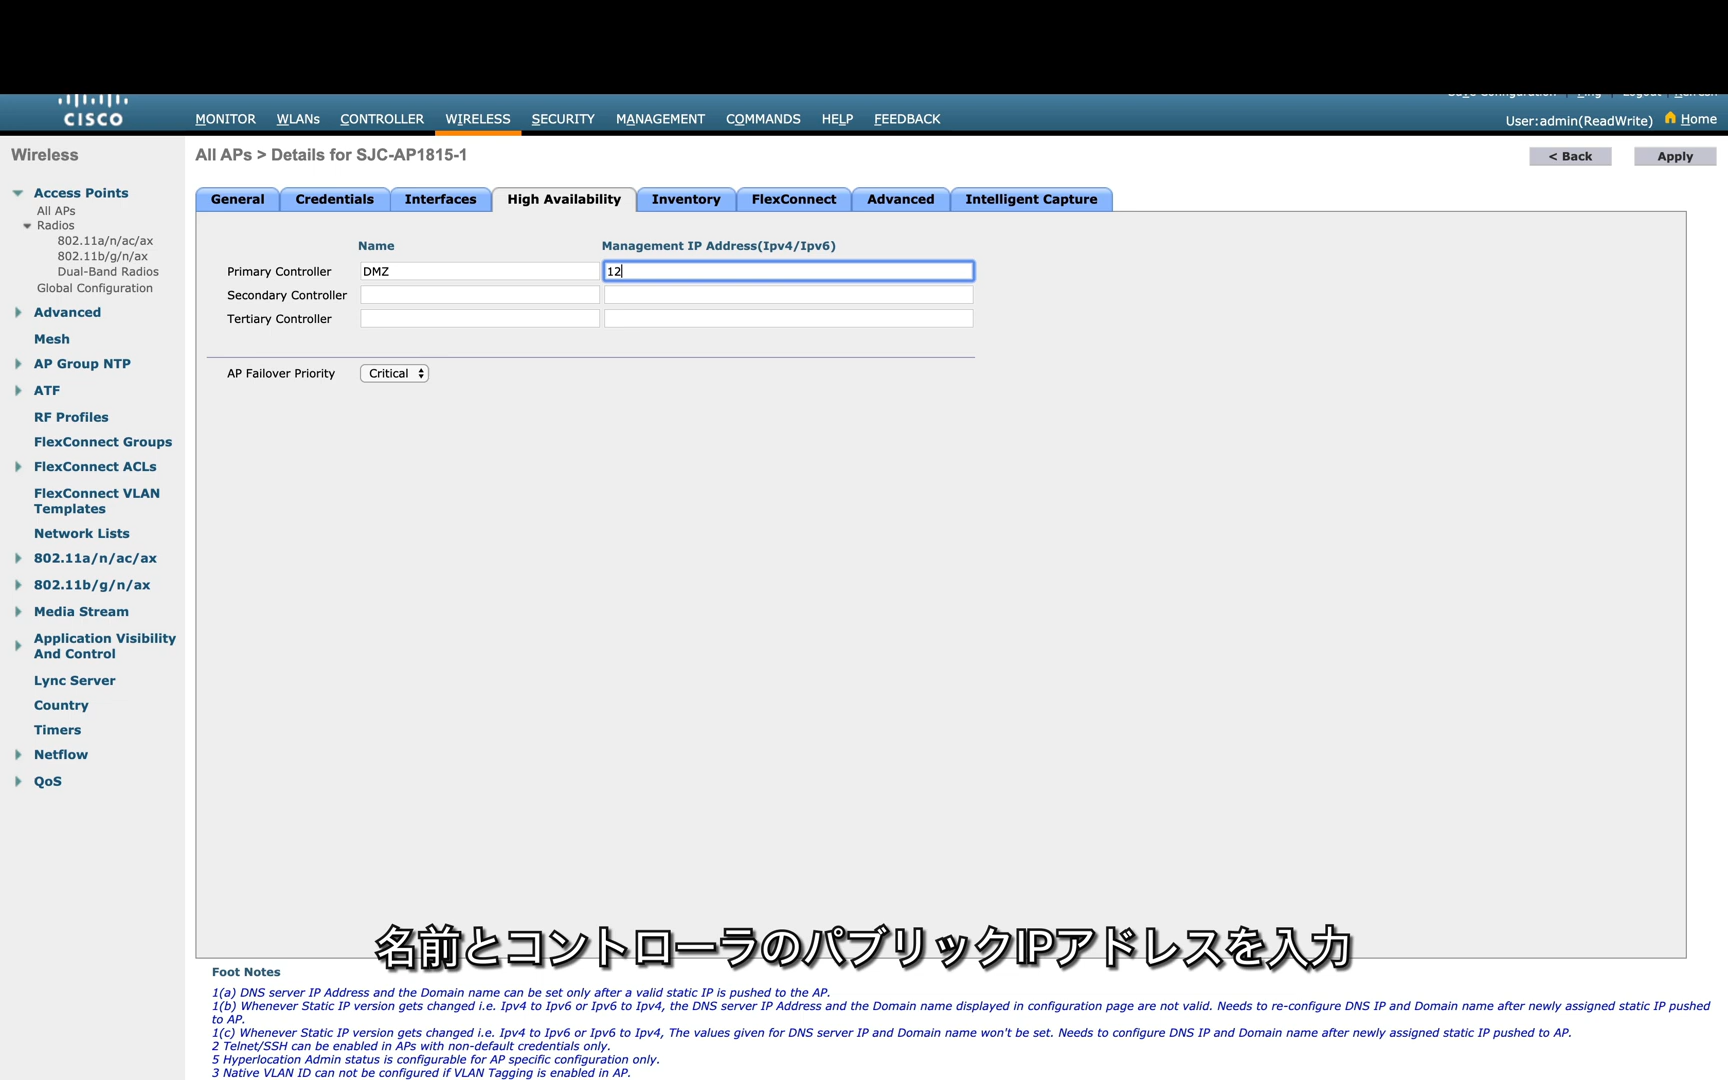 CISCO
MONITOR WLANs CONTROLLER WIRELESS SECURITY MANAGEMENT COMMANDS HELP FEEDBACK
User:admin(ReadWrite) Home
Wireless
Access Points
All APs
Radios
802.11a/n/ac/ax
802.11b/g/n/ax
Dual-Band Radios
Global Configuration
Advanced
Mesh
AP Group NTP
ATF
RF Profiles
FlexConnect Groups
FlexConnect ACLs
FlexConnect VLAN
Templates
Network Lists
802.11a/n/ac/ax
802.11b/g/n/ax
Media Stream
Application Visibility
And Control
Lync Server
Country
Timers
Netflow
QoS
All APs > Details for SJC-AP1815-1
< Back Apply
General Credentials Interfaces High Availability Inventory FlexConnect Advanced Intelligent Capture
Name Management IP Address(Ipv4/Ipv6)
Primary Controller DMZ 12
Secondary Controller
Tertiary Controller
AP Failover Priority Critical
名前とコントローラのパブリックIPアドレスを入力
Foot Notes
1(a) DNS server IP Address and the Domain name can be set only after a valid static IP is pushed to the AP.
1(b) Whenever Static IP version gets changed i.e. Ipv4 to Ipv6 or Ipv6 to Ipv4, the DNS server IP Address and the Domain name displayed in configuration page are not valid. Needs to re-configure DNS IP and Domain name after newly assigned static IP pushed
to AP.
1(c) Whenever Static IP version gets changed i.e. Ipv4 to Ipv6 or Ipv6 to Ipv4, The values given for DNS server IP and Domain name won't be set. Needs to configure DNS IP and Domain name after newly assigned static IP pushed to AP.
2 Telnet/SSH can be enabled in APs with non-default credentials only.
5 Hyperlocation Admin status is configurable for AP specific configuration only.
3 Native VLAN ID can not be configured if VLAN Tagging is enabled in AP.